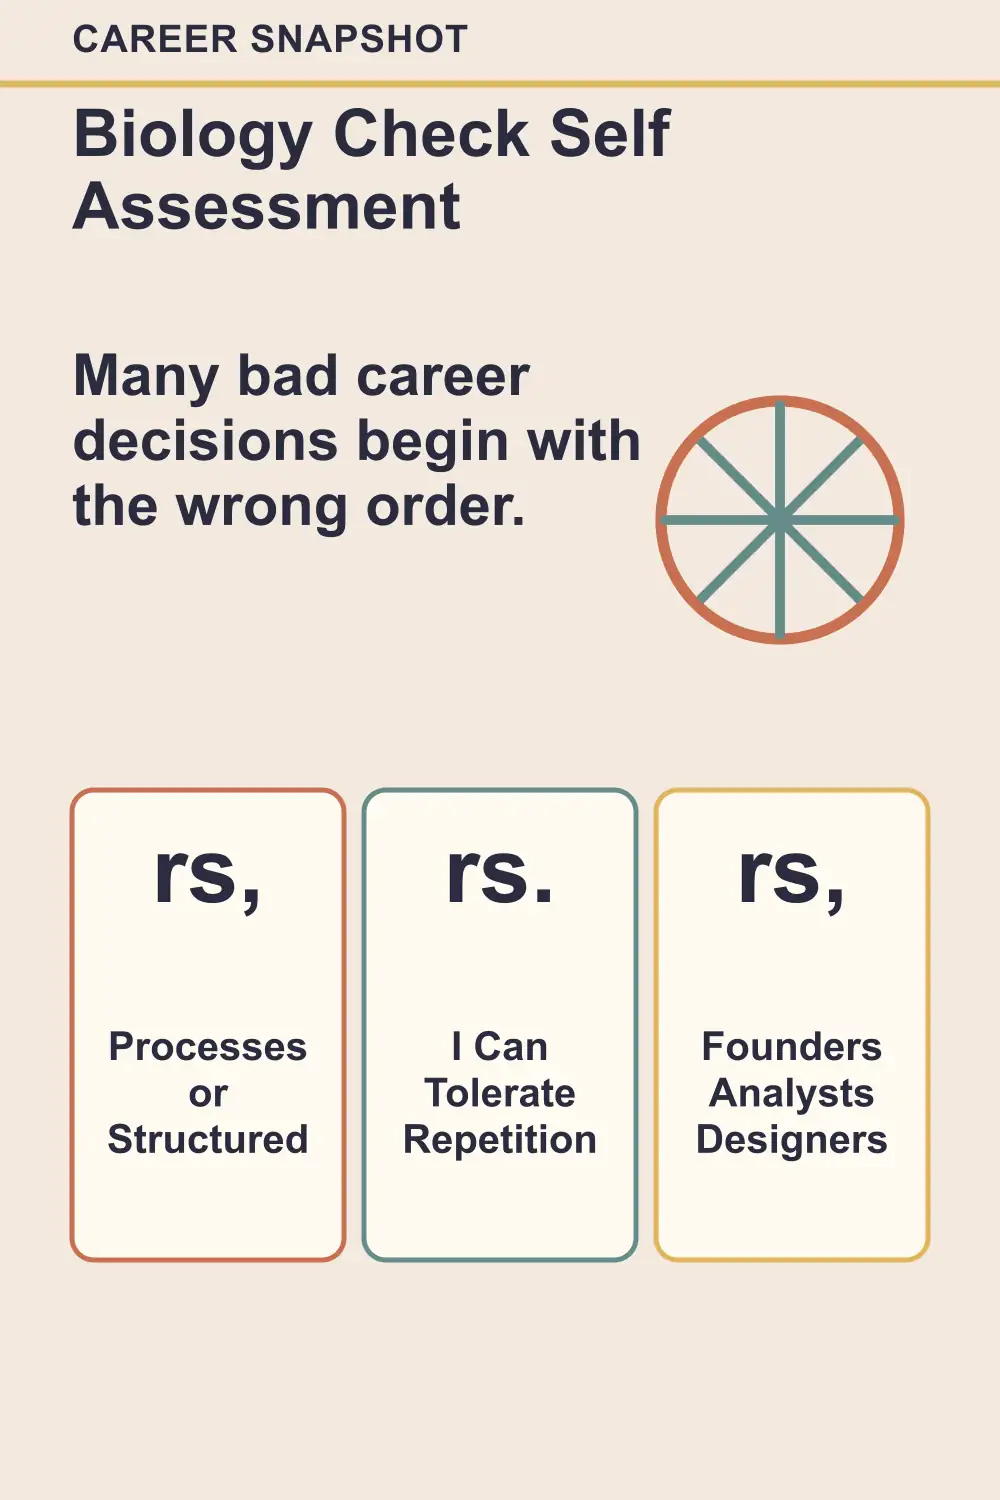 CAREER SNAPSHOT
Biology Check Self
Assessment
Many bad career
decisions begin with
the wrong order.
rs,
Processes
or
Structured
rs.
I Can
Tolerate
Repetition
rs,
Founders
Analysts
Designers